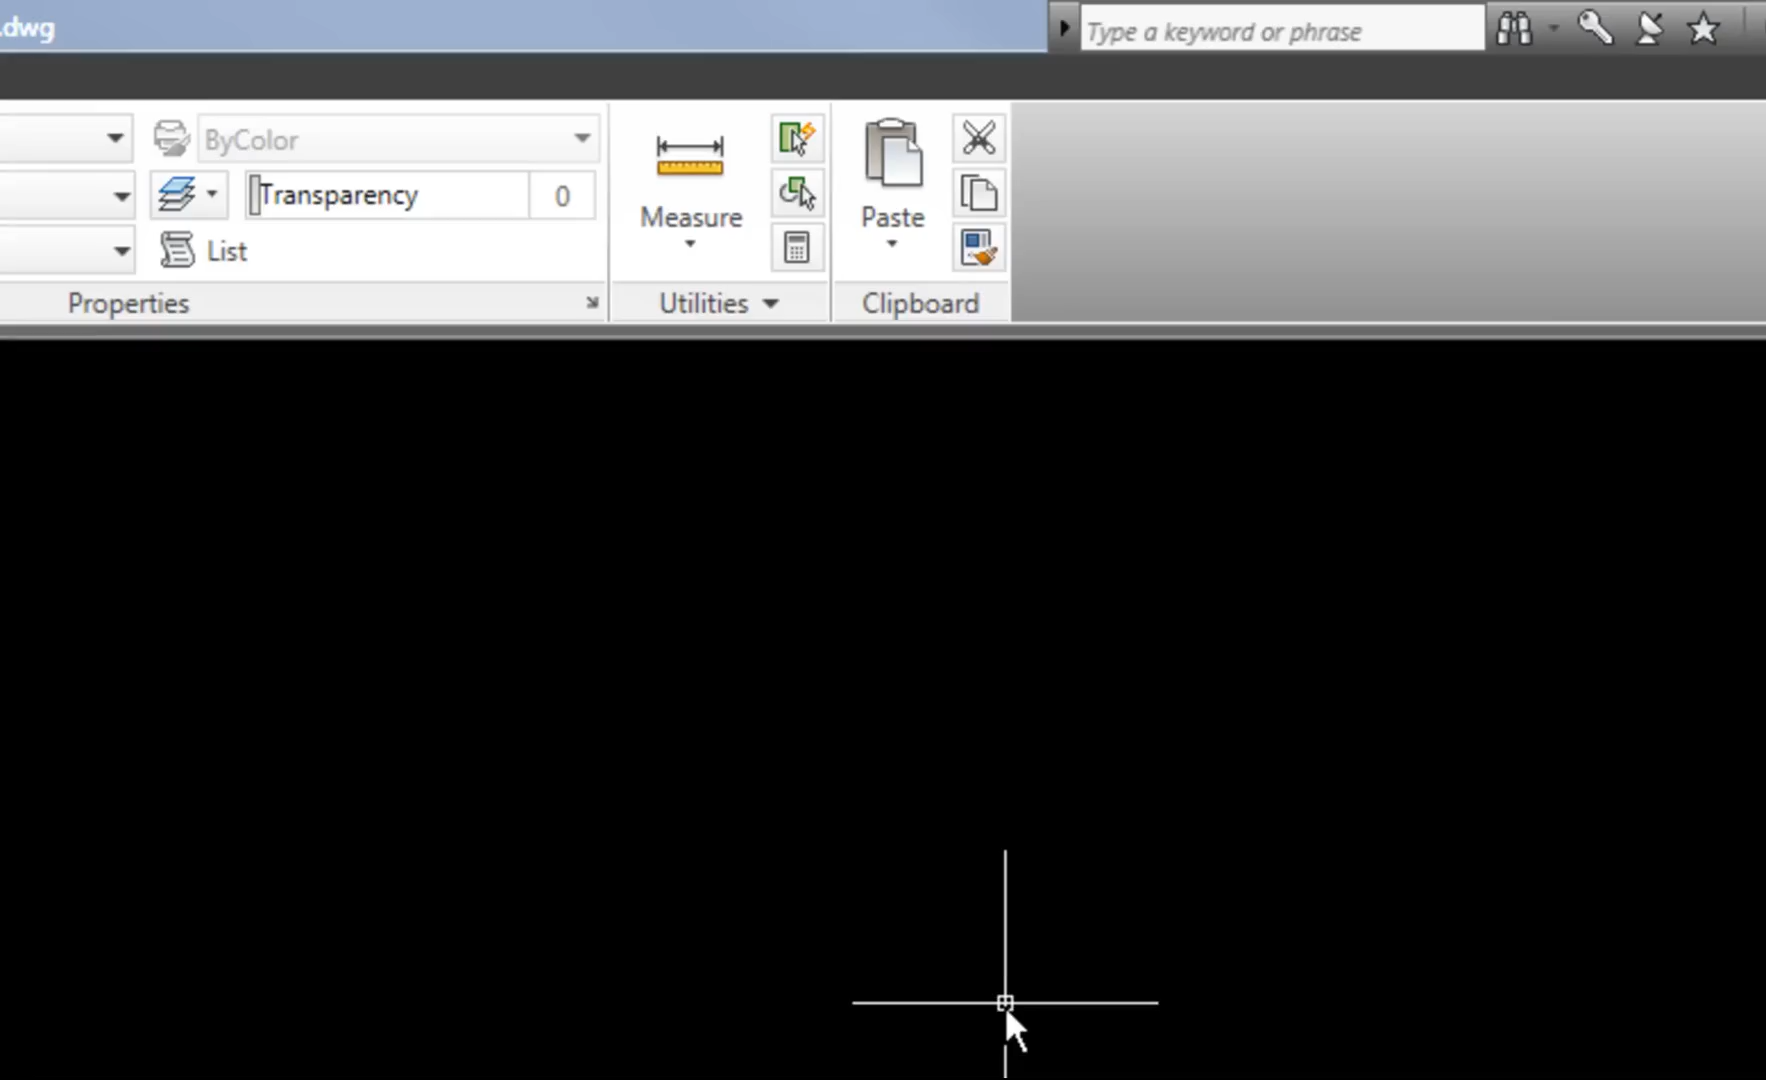 .dwg
Type a keyword or phrase
ByColor
Transparency 0
List
Measure
Paste
Properties
Utilities
Clipboard